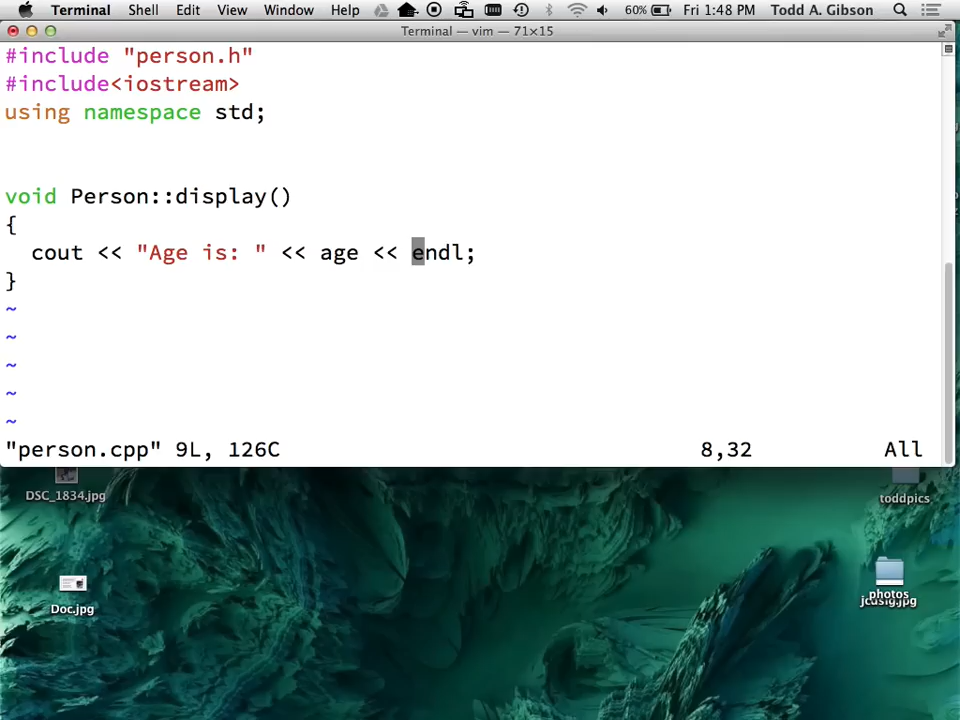 Terminal Shell Edit View Window Help 60% Fri 1:48 PM Todd A. Gibson
Terminal — vim — 71×15
#include "person.h"
#include<iostream>
using namespace std;
void Person::display()
{
cout << "Age is: " << age << endl;
}
~
~
~
~
~
"person.cpp" 9L, 126C 8,32 All
DSC_1834.jpg
toddpics
Doc.jpg
photos
jcdsig.jpg